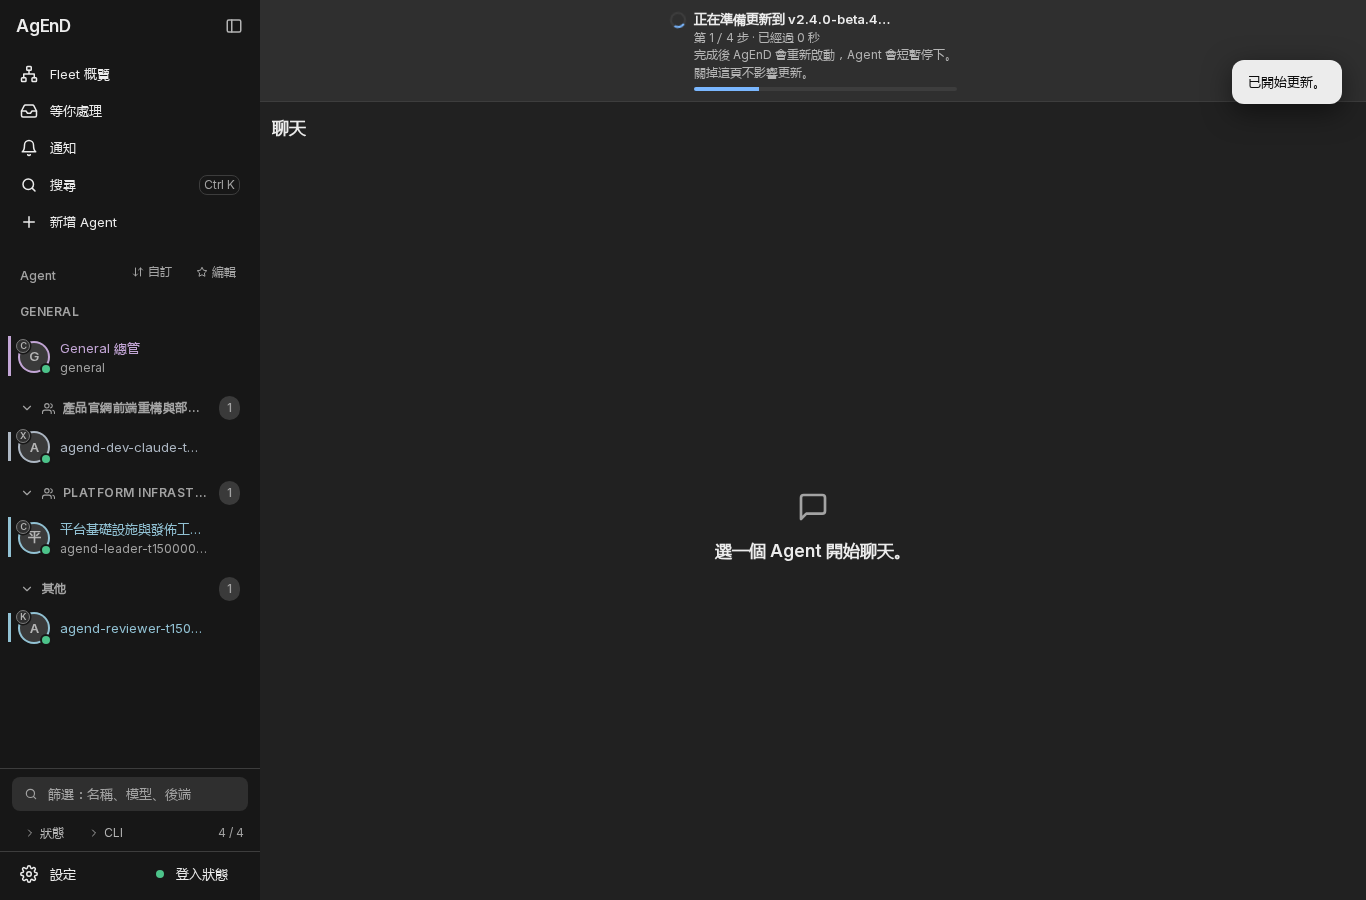 AgEnD
Fleet 概覽
等你處理
通知
搜尋
Ctrl K
新增 Agent
Agent
自訂
編輯
GENERAL
C
G
General 總管
general
產品官網前端重構與部…
1
X
A
agend-dev-claude-t…
PLATFORM INFRAST…
1
C
平
平台基礎設施與發佈工…
agend-leader-t150000…
其他
1
K
A
agend-reviewer-t150…
篩選：名稱、模型、後端
狀態
CLI
4 / 4
設定
登入狀態
正在準備更新到 v2.4.0-beta.4…
第 1 / 4 步 · 已經過 0 秒
完成後 AgEnD 會重新啟動，Agent 會短暫停下。
關掉這頁不影響更新。
已開始更新。
聊天
選一個 Agent 開始聊天。